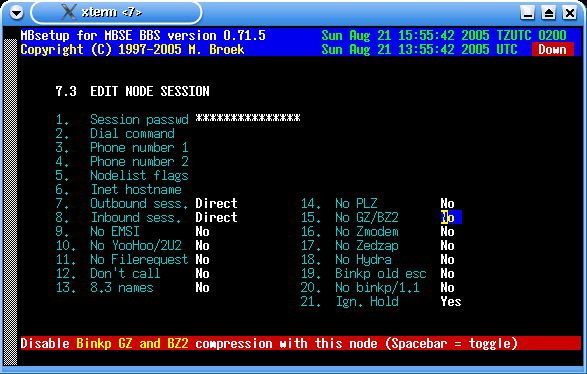 xterm <7>
MBsetup for MBSE BBS version 0.71.5 Sun Aug 21 15:55:42 2005 TZUTC 0200
Copyright (C) 1997-2005 M. Broek Sun Aug 21 13:55:42 2005 UTC Down
7.3 EDIT NODE SESSION
1. Session passwd ***************
2. Dial command
3. Phone number 1
4. Phone number 2
5. Nodelist flags
6. Inet hostname
7. Outbound sess. Direct 14. No PLZ No
8. Inbound sess. Direct 15. No GZ/BZ2 No
9. No EMSI No 16. No Zmodem No
10. No YooHoo/2U2 No 17. No Zedzap No
11. No Filerequest No 18. No Hydra No
12. Don't call No 19. Binkp old esc No
13. 8.3 names No 20. No binkp/1.1 No
21. Ign. Hold Yes
Disable Binkp GZ and BZ2 compression with this node (Spacebar = toggle)